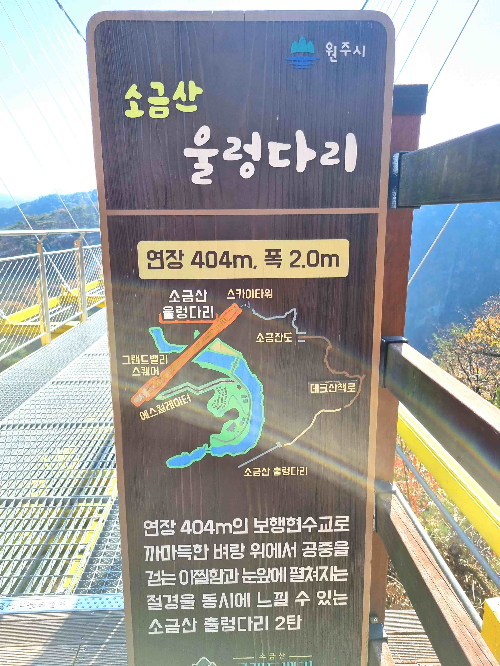 원주시
소금산
울렁다리
연장 404m, 폭 2.0m
소금산
울렁다리
스카이타워
소금잔도
그랜드밸리
스퀘어
에스컬레이터
데크산책로
소금산 출렁다리
연장 404m의 보행현수교로
까마득한 벼랑 위에서 공중을
걷는 아찔함과 눈앞에 펼쳐지는
절경을 동시에 느낄 수 있는
소금산 출렁다리 2탄
소금산